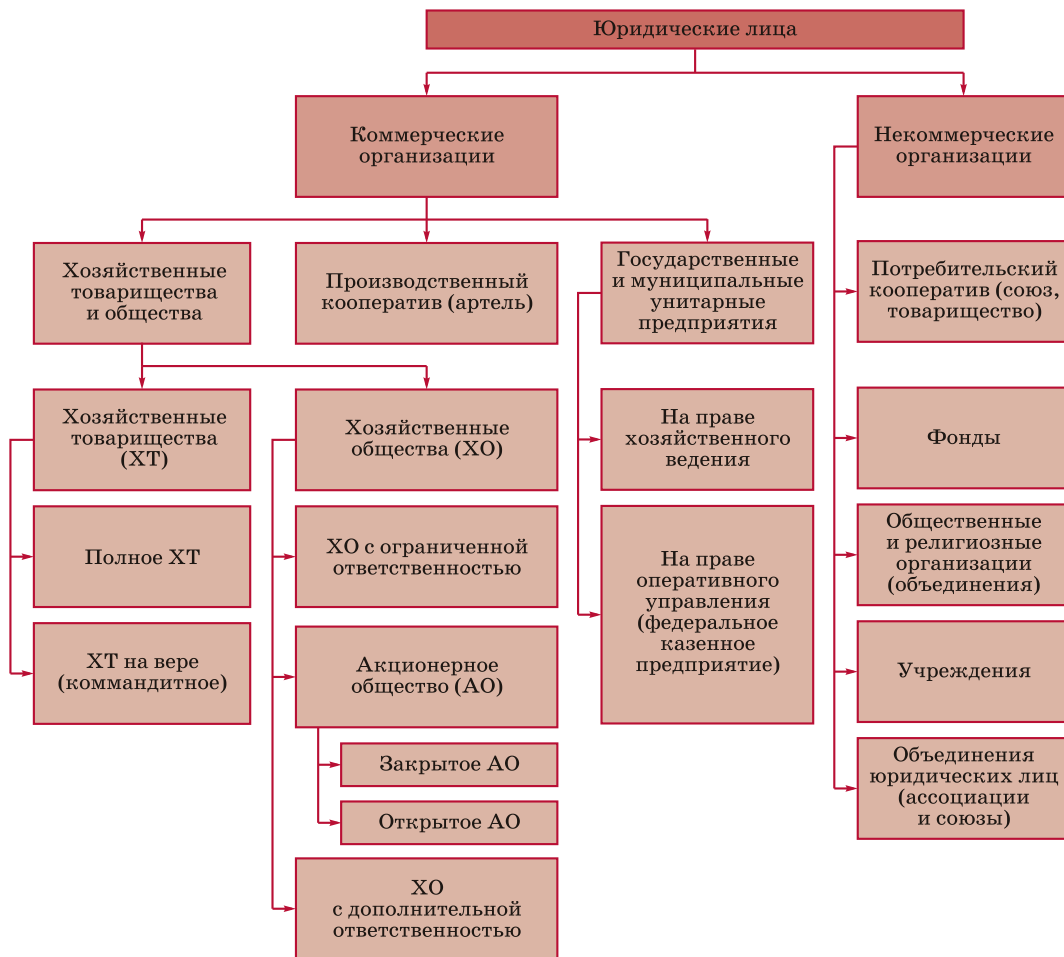 Юридические лица
Коммерческие
организации
Некоммерческие
организации
Хозяйственные
товарищества
и общества
Производственный
кооператив (артель)
Государственные
и муниципальные
унитарные
предприятия
Потребительский
кооператив (союз,
товарищество)
Хозяйственные
товарищества
(ХТ)
Хозяйственные
общества (ХО)
На праве
хозяйственного
ведения
Фонды
Полное ХТ
ХО с ограниченной
ответственностью
На праве
оперативного
управления
(федеральное
казенное
предприятие)
Общественные
и религиозные
организации
(объединения)
ХТ на вере
(коммандитное)
Акционерное
общество (АО)
Учреждения
Закрытое АО
Открытое АО
Объединения
юридических лиц
(ассоциации
и союзы)
ХО
с дополнительной
ответственностью